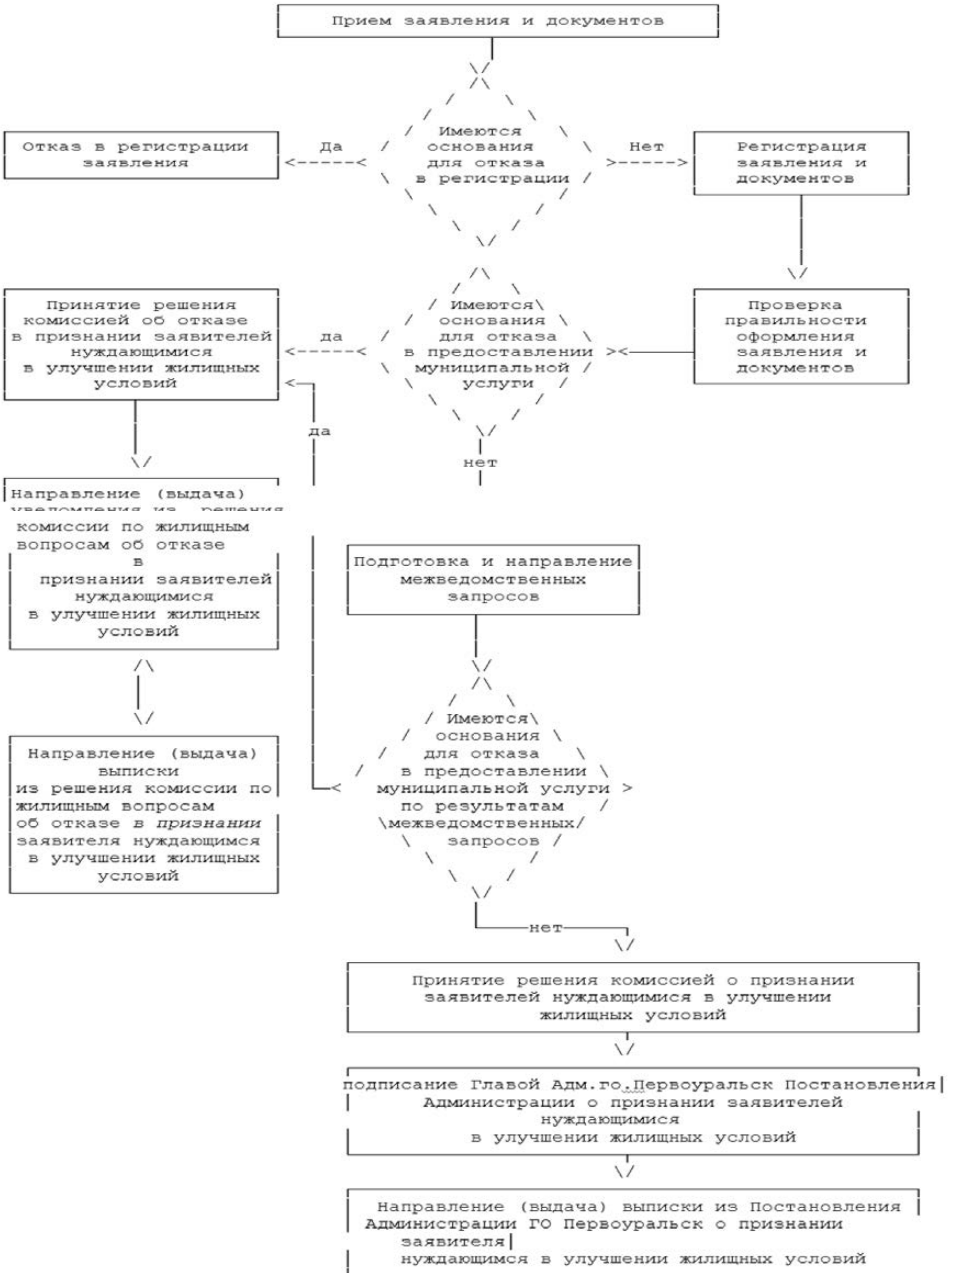 Прием заявления и документов
Имеются
основания
для отказа
в регистрации
Да
Нет
Отказ в регистрации
заявления
Регистрация
заявления и
документов
Проверка
правильности
оформления
заявления и
документов
Имеются
основания
для отказа
в предоставлении
муниципальной
услуги
да
Принятие решения
комиссией об отказе
в признании заявителей
нуждающимися
в улучшении жилищных
условий
да
нет
Направление (выдача)
уведомления из решения
комиссии по жилищным
вопросам об отказе
в
признании заявителей
нуждающимися
в улучшении жилищных
условий
Направление (выдача)
выписки
из решения комиссии по
жилищным вопросам
об отказе в признании
заявителя нуждающимся
в улучшении жилищных
условий
Подготовка и направление
межведомственных
запросов
Имеются
основания
для отказа
в предоставлении
муниципальной услуги
по результатам
межведомственных
запросов
нет
Принятие решения комиссией о признании
заявителей нуждающимися в улучшении
жилищных условий
подписание Главой Адм.го.Первоуральск Постановления
Администрации о признании заявителей
нуждающимися
в улучшении жилищных условий
Направление (выдача) выписки из Постановления
Администрации ГО Первоуральск о признании
заявителя
нуждающимся в улучшении жилищных условий